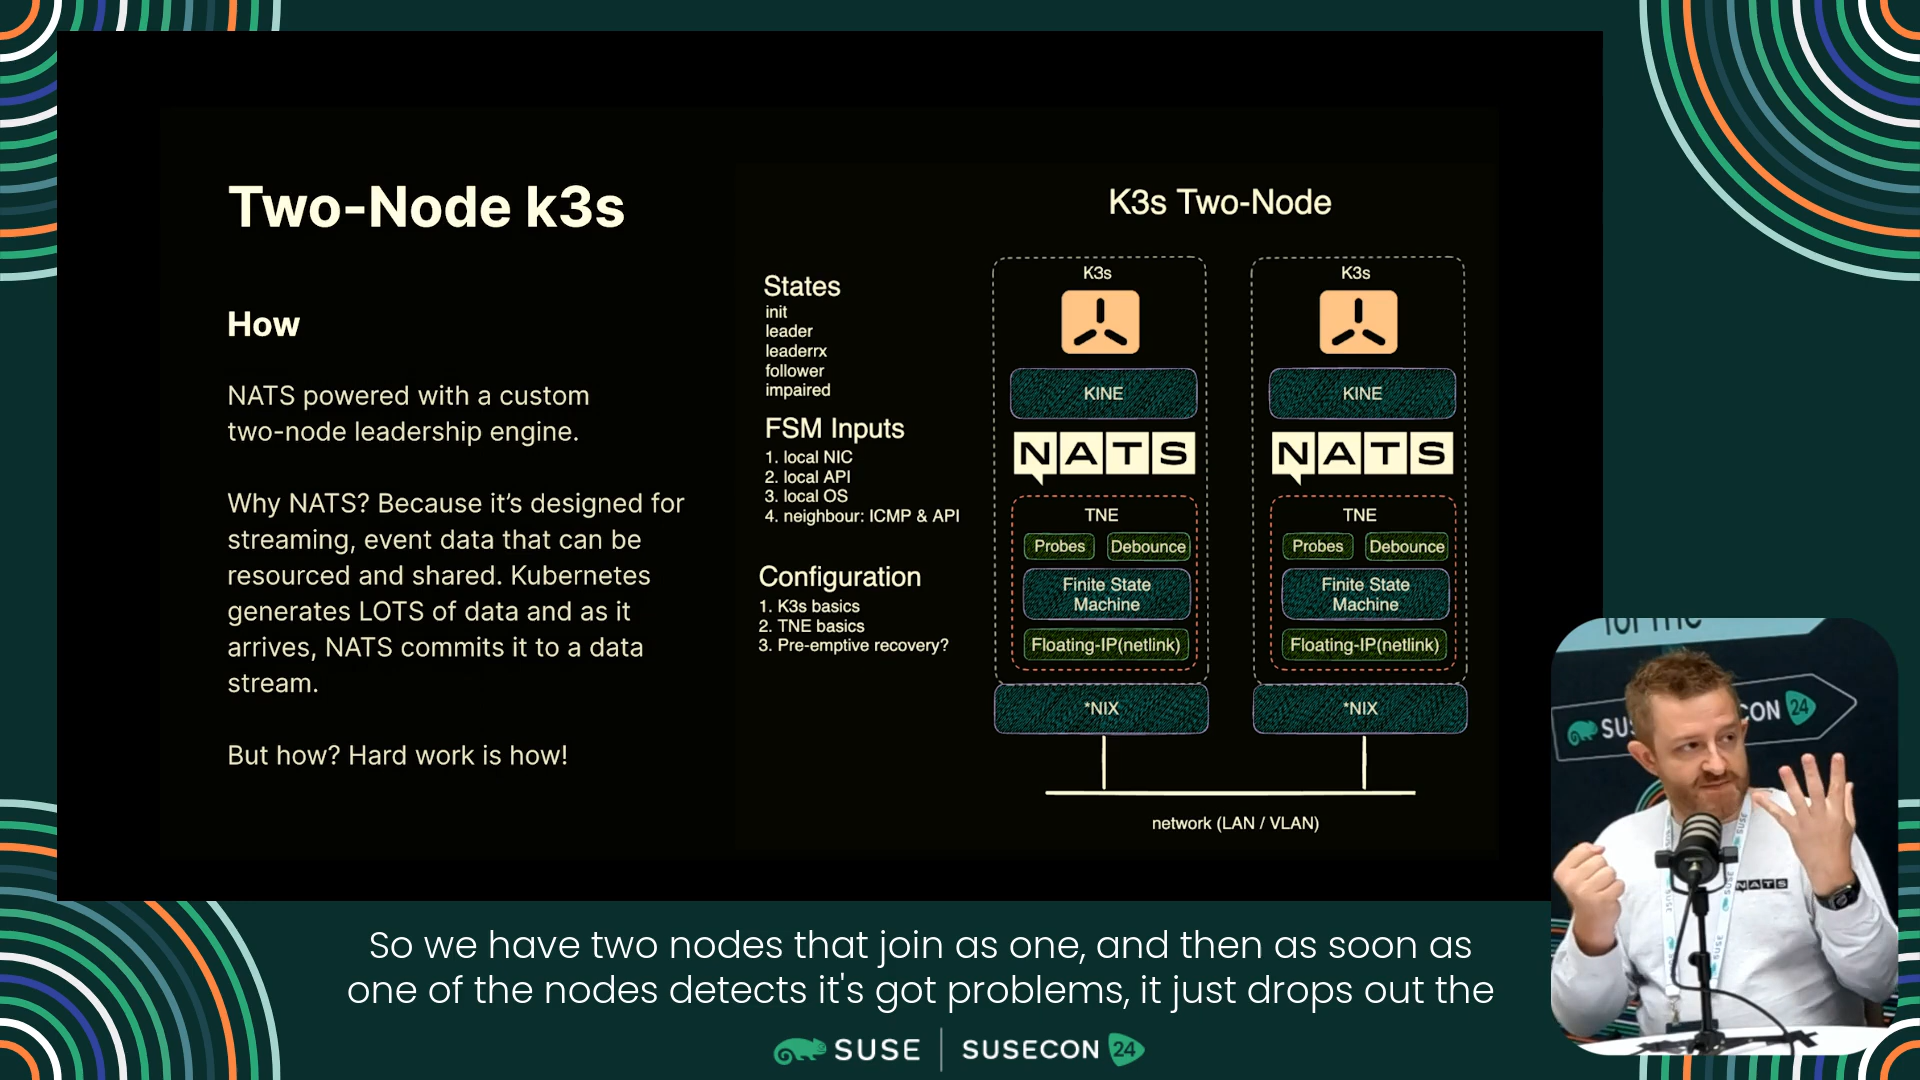 Two-Node k3s
How
NATS powered with a custom
two-node leadership engine.
Why NATS? Because it’s designed for
streaming, event data that can be
resourced and shared. Kubernetes
generates LOTS of data and as it
arrives, NATS commits it to a data
stream.
But how? Hard work is how!
K3s Two-Node
States
init
leader
leaderrx
follower
impaired
FSM Inputs
1. local NIC
2. local API
3. local OS
4. neighbour: ICMP & API
Configuration
1. K3s basics
2. TNE basics
3. Pre-emptive recovery?
K3s
KINE
NATS
TNE
Probes Debounce
Finite State
Machine
Floating-IP(netlink)
*NIX
K3s
KINE
NATS
TNE
Probes Debounce
Finite State
Machine
Floating-IP(netlink)
*NIX
network (LAN / VLAN)
for the
SUS
CON 24
NATS
SUSE
So we have two nodes that join as one, and then as soon as
one of the nodes detects it's got problems, it just drops out the
SUSE | SUSECON 24